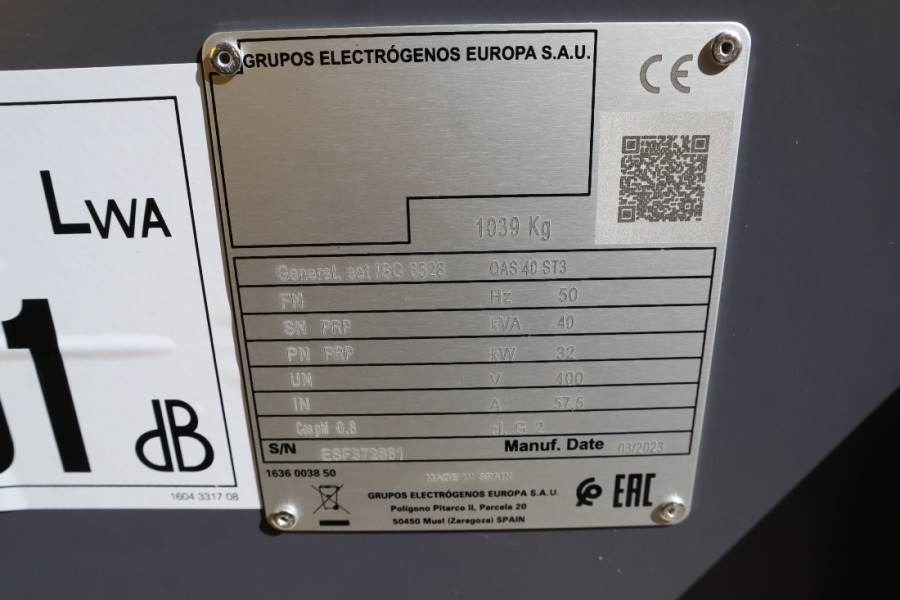 LWA
1
dB
1604 3317 08
GRUPOS ELECTRÓGENOS EUROPA S.A.U.
CE
1039 Kg
Generat. set ISO 8528 QAS 40 ST3
FN Hz 50
SN PRP kVA 40
PN PRP kW 32
UN V 400
IN A 57,5
Cos phi 0.8 cl. G 2
S/N Manuf. Date 03/2023
1636 0038 50 MADE IN SPAIN
GRUPOS ELECTRÓGENOS EUROPA S.A.U.
Polígono Pitarco II, Parcela 20
50450 Muel (Zaragoza) SPAIN
EAC